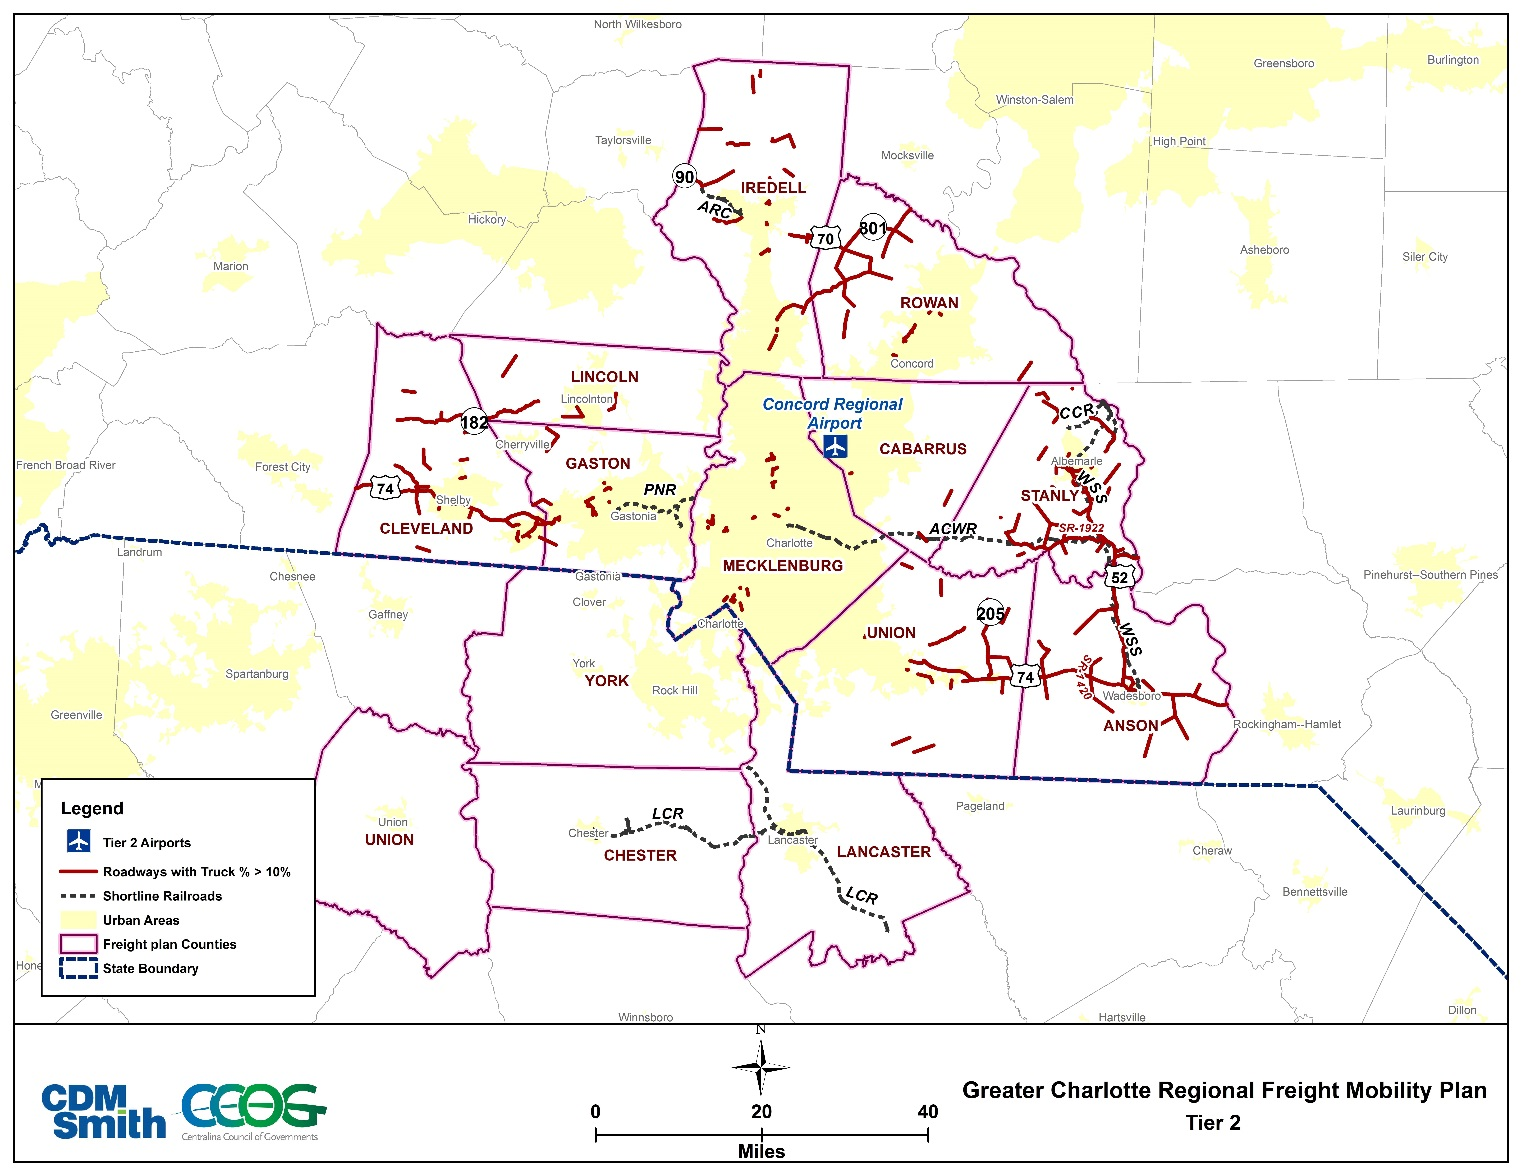 North Wilkesboro
Greensboro
Burlington
Winston-Salem
Taylorsville
High Point
Mocksville
90
IREDELL
ARC
Hickory
801
70
Asheboro
Siler City
Marion
ROWAN
Concord
LINCOLN
Lincolnton
Concord Regional
Airport
CCR
182
Cherryville
CABARRUS
French Broad River
Forest City
GASTON
Albemarle
74
Shelby
PNR
WSS
STANLY
Gastonia
CLEVELAND
ACWR
SR-1922
Charlotte
Landrum
MECKLENBURG
Chesnee
Gastonia
52
Pinehurst--Southern Pines
Clover
Gaffney
205
Charlotte
UNION
WSS
York
YORK
Rock Hill
Spartanburg
74
SR-1420
Wadesboro
Greenville
ANSON
Rockingham--Hamlet
M
Legend
Tier 2 Airports
Roadways with Truck % > 10%
Shortline Railroads
Urban Areas
Freight plan Counties
State Boundary
Hone
Union
UNION
LCR
Chester
CHESTER
Lancaster
LANCASTER
LCR
Pageland
Laurinburg
Cheraw
Bennettsville
Winnsboro
Hartsville
Dillon
CDM
Smith
CCOG
Centralina Council of Governments
N
0 20 40
Miles
Greater Charlotte Regional Freight Mobility Plan
Tier 2